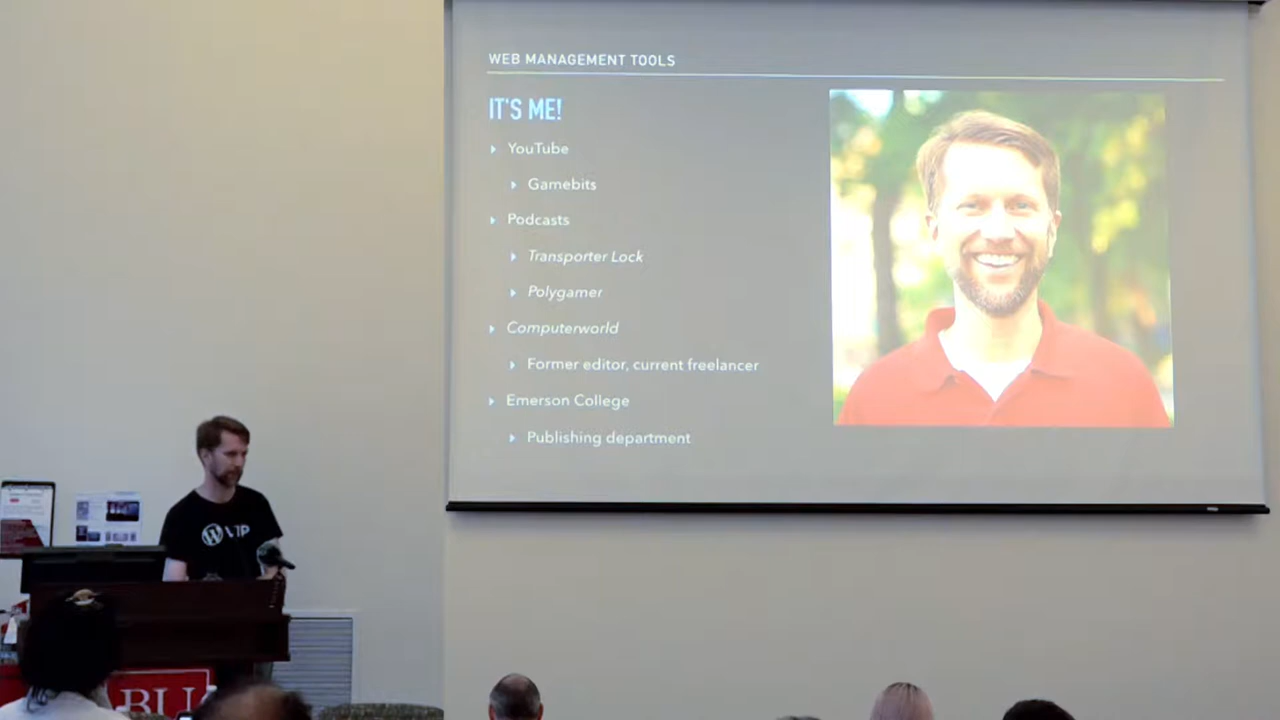 WEB MANAGEMENT TOOLS
IT'S ME!
YouTube
Gamebits
Podcasts
Transporter Lock
Polygamer
Computerworld
Former editor, current freelancer
Emerson College
Publishing department
VIP
BU